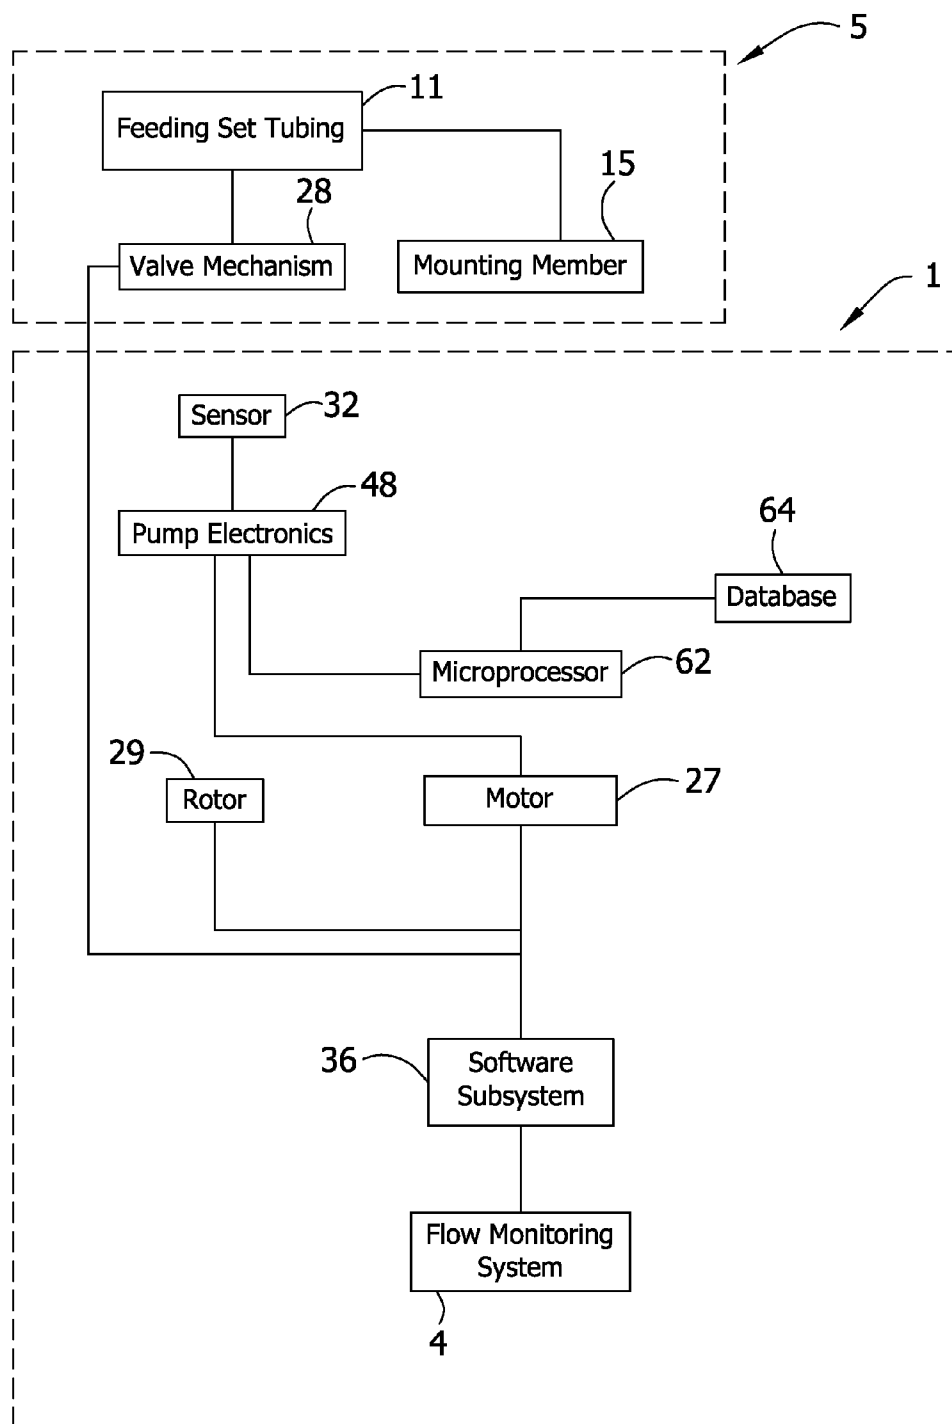 5
11
Feeding Set Tubing
15
28
Valve Mechanism
Mounting Member
1
Sensor
32
48
Pump Electronics
64
Database
Microprocessor
62
29
Rotor
Motor
27
36
Software
Subsystem
Flow Monitoring
System
4